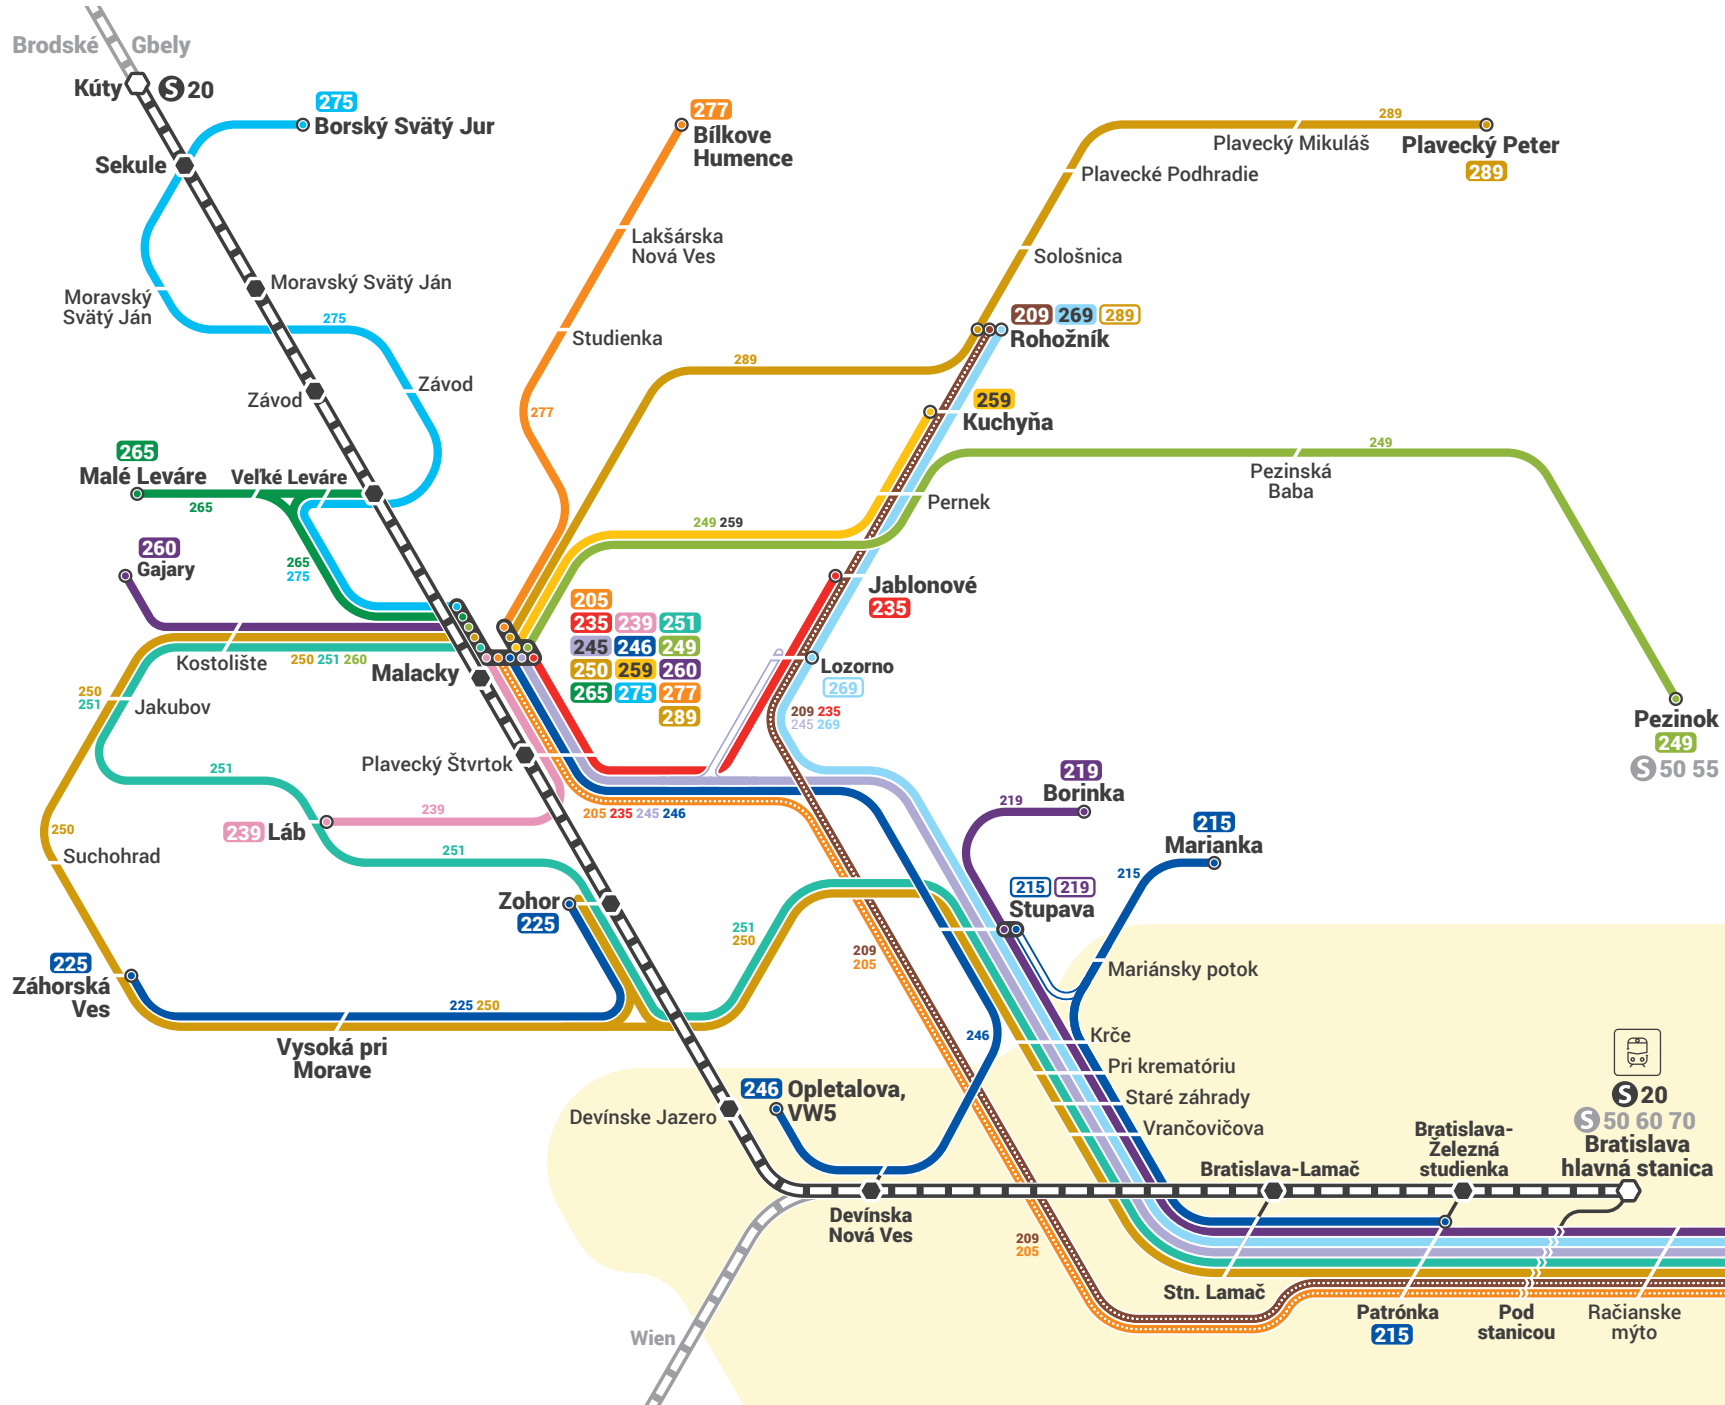 Brodské Gbely
Kúty S 20
275
Borský Svätý Jur
277
Bílkove
Humence
289
Plavecký Mikuláš
Plavecký Peter
289
Sekule
Plavecké Podhradie
Lakšárska
Nová Ves
Sološnica
Moravský Svätý Ján
Moravský
Svätý Ján
275
Studienka
209 269 289
Rohožník
289
Závod
Závod
277
259
Kuchyňa
265
Malé Leváre
Veľké Leváre
265
249
Pezinská
Baba
Pernek
249 259
260
Gajary
265
275
Jablonové
235
205
235 239 251
245 246 249
250 259 260
265 275 277
289
Kostolište
250 251 260
Malacky
Lozorno
269
250
251
Jakubov
209 235
245 269
Pezinok
249
S 50 55
Plavecký Štvrtok
251
219
Borinka
219
239
239 Láb
205 235 245 246
215
Marianka
250
Suchohrad
251
215
215 219
Stupava
Zohor
225
251
250
209
205
225
Záhorská
Ves
Mariánsky potok
225 250
Vysoká pri
Morave
246
Krče
Pri krematóriu
Staré záhrady
Vrančovičova
246 Opletalova,
VW5
Devínske Jazero
S 20
S 50 60 70
Bratislava
hlavná stanica
Bratislava-
Železná
studienka
Bratislava-Lamač
Devínska
Nová Ves
209
205
Stn. Lamač
Patrónka
215
Pod
stanicou
Račianske
mýto
Wien